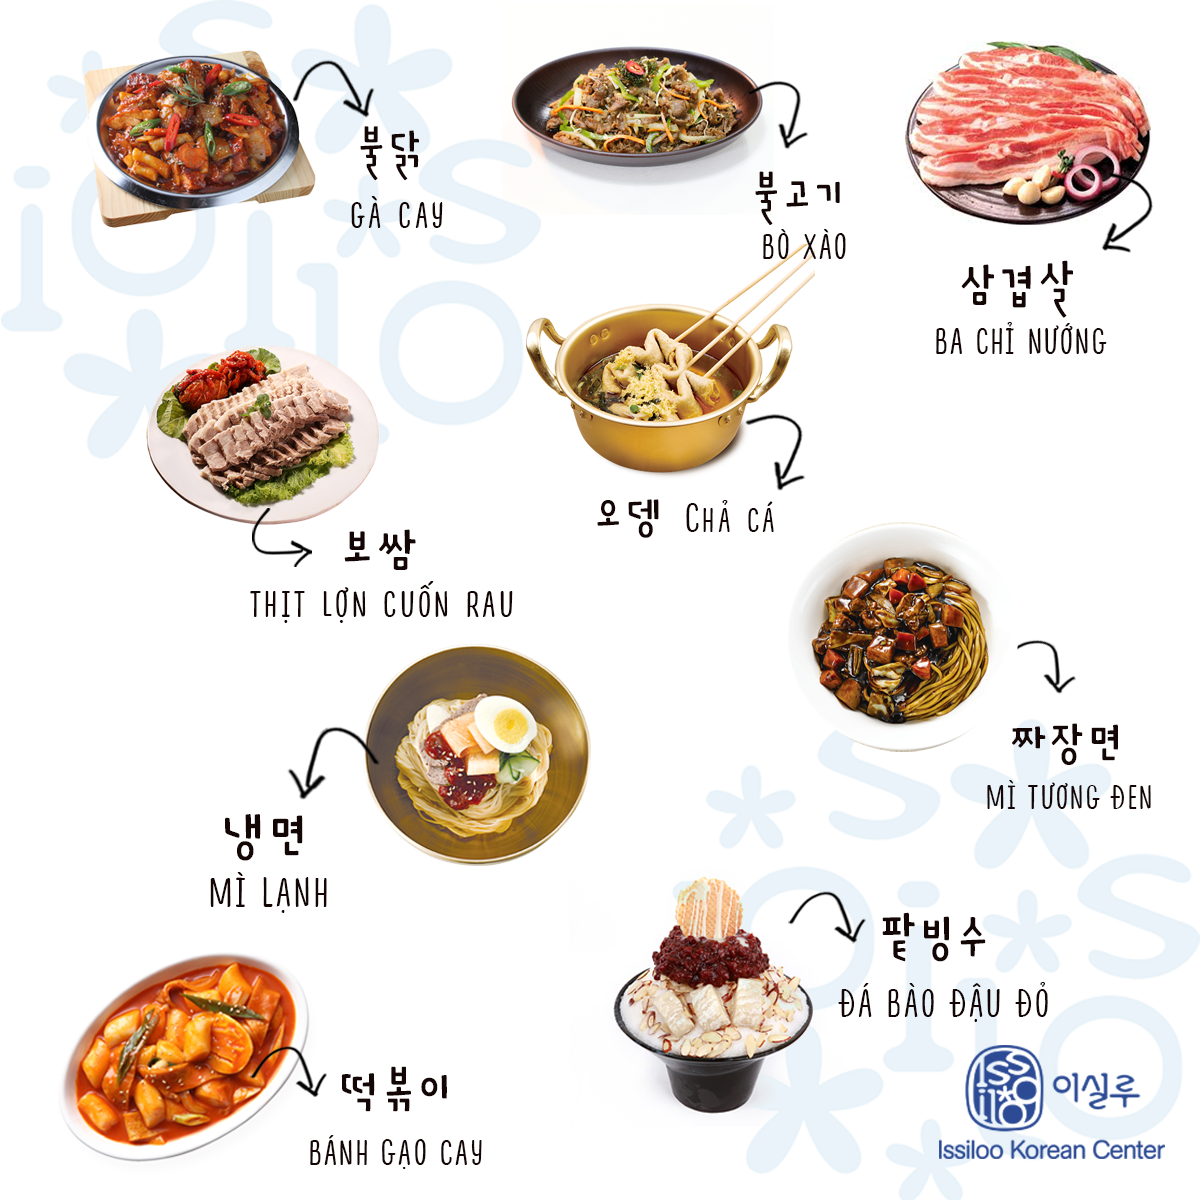 불닭
GÀ CAY
불고기
BÒ XÀO
삼겹살
BA CHỈ NƯỚNG
오뎅 CHẢ CÁ
보쌈
THỊT LỢN CUỐN RAU
짜장면
MÌ TƯƠNG ĐEN
냉면
MÌ LẠNH
팥빙수
ĐÁ BÀO ĐẬU ĐỎ
떡볶이
BÁNH GẠO CAY
이실루
Issiloo Korean Center